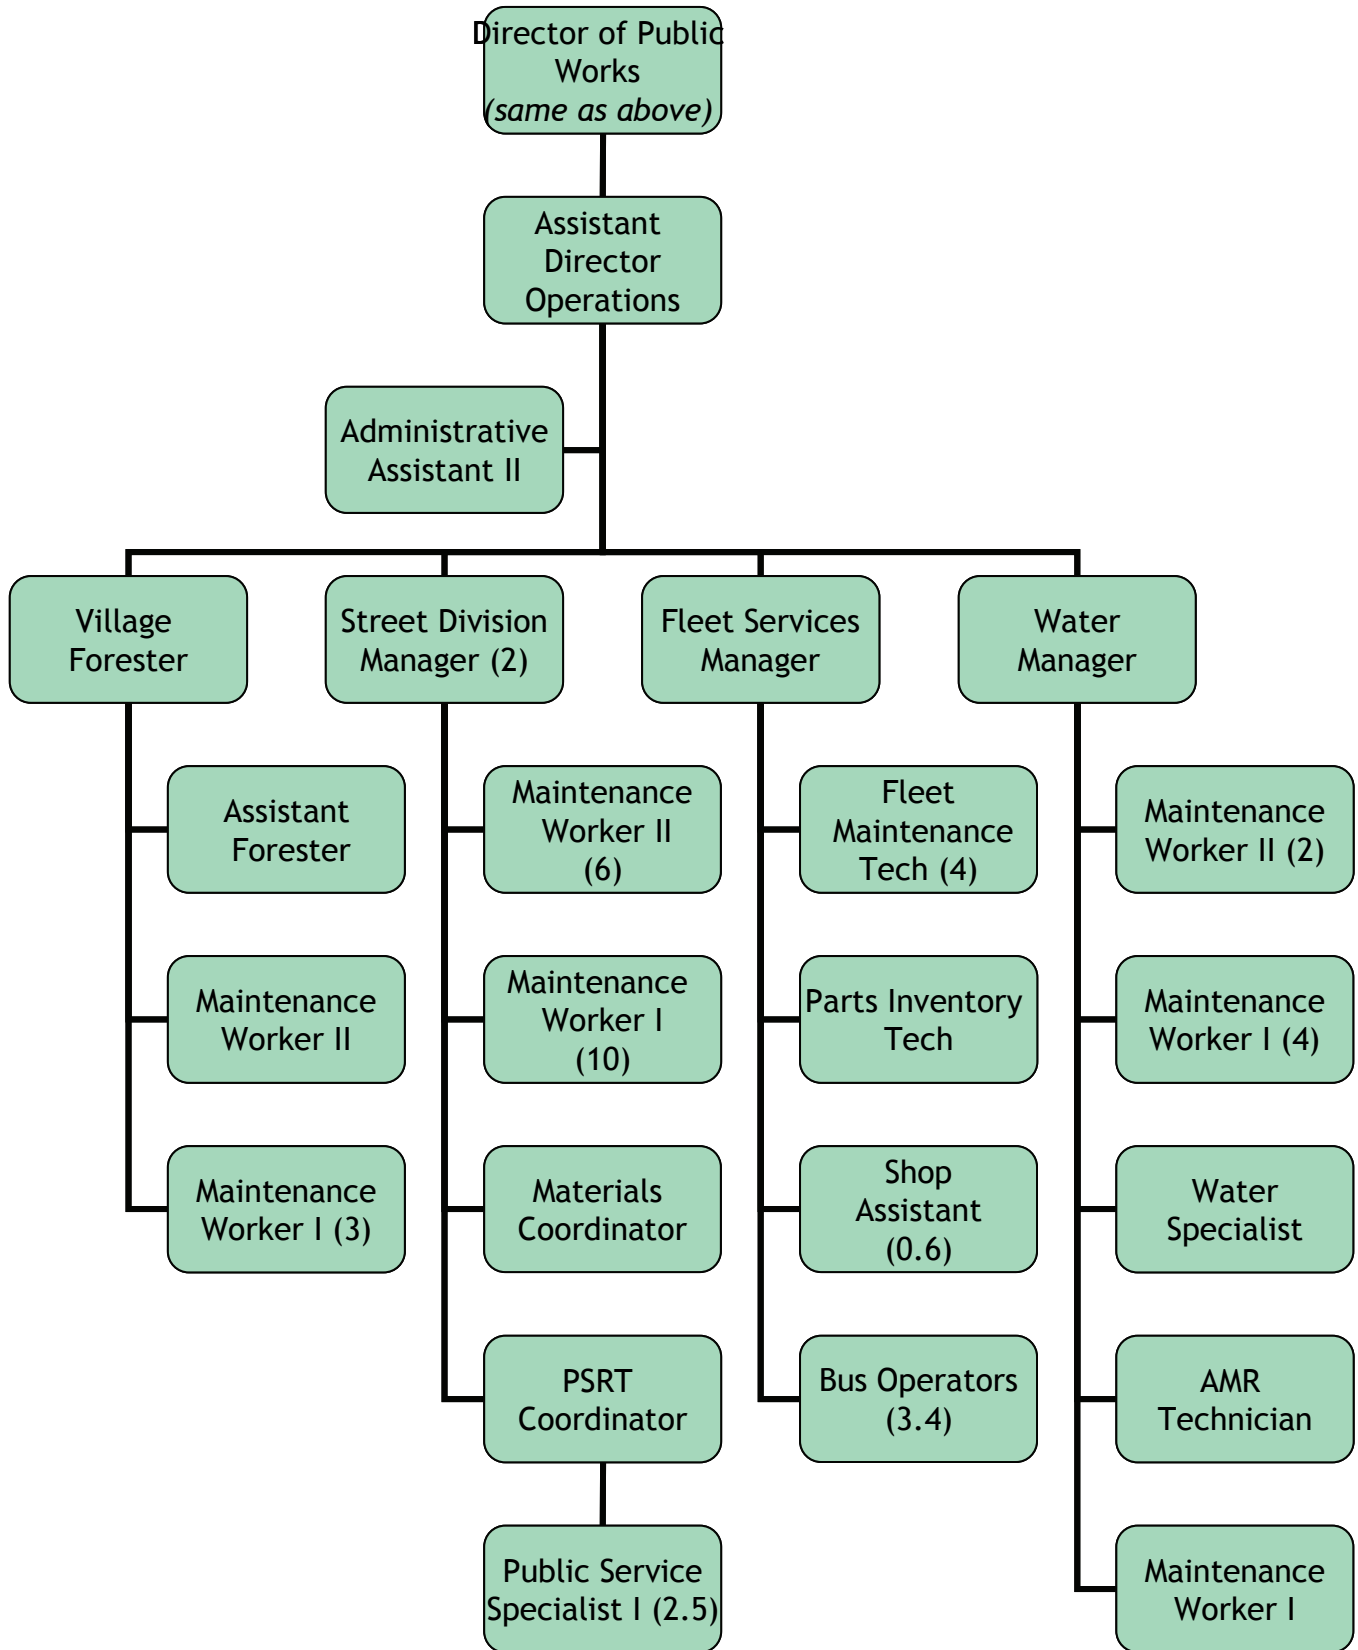 Director of Public
Works
(same as above)
Assistant
Director
Operations
Administrative
Assistant II
Village
Forester
Street Division
Manager (2)
Fleet Services
Manager
Water
Manager
Assistant
Forester
Maintenance
Worker II
(6)
Fleet
Maintenance
Tech (4)
Maintenance
Worker II (2)
Maintenance
Worker II
Maintenance
Worker I
(10)
Parts Inventory
Tech
Maintenance
Worker I (4)
Maintenance
Worker I (3)
Materials
Coordinator
Shop
Assistant
(0.6)
Water
Specialist
PSRT
Coordinator
Bus Operators
(3.4)
AMR
Technician
Public Service
Specialist I (2.5)
Maintenance
Worker I